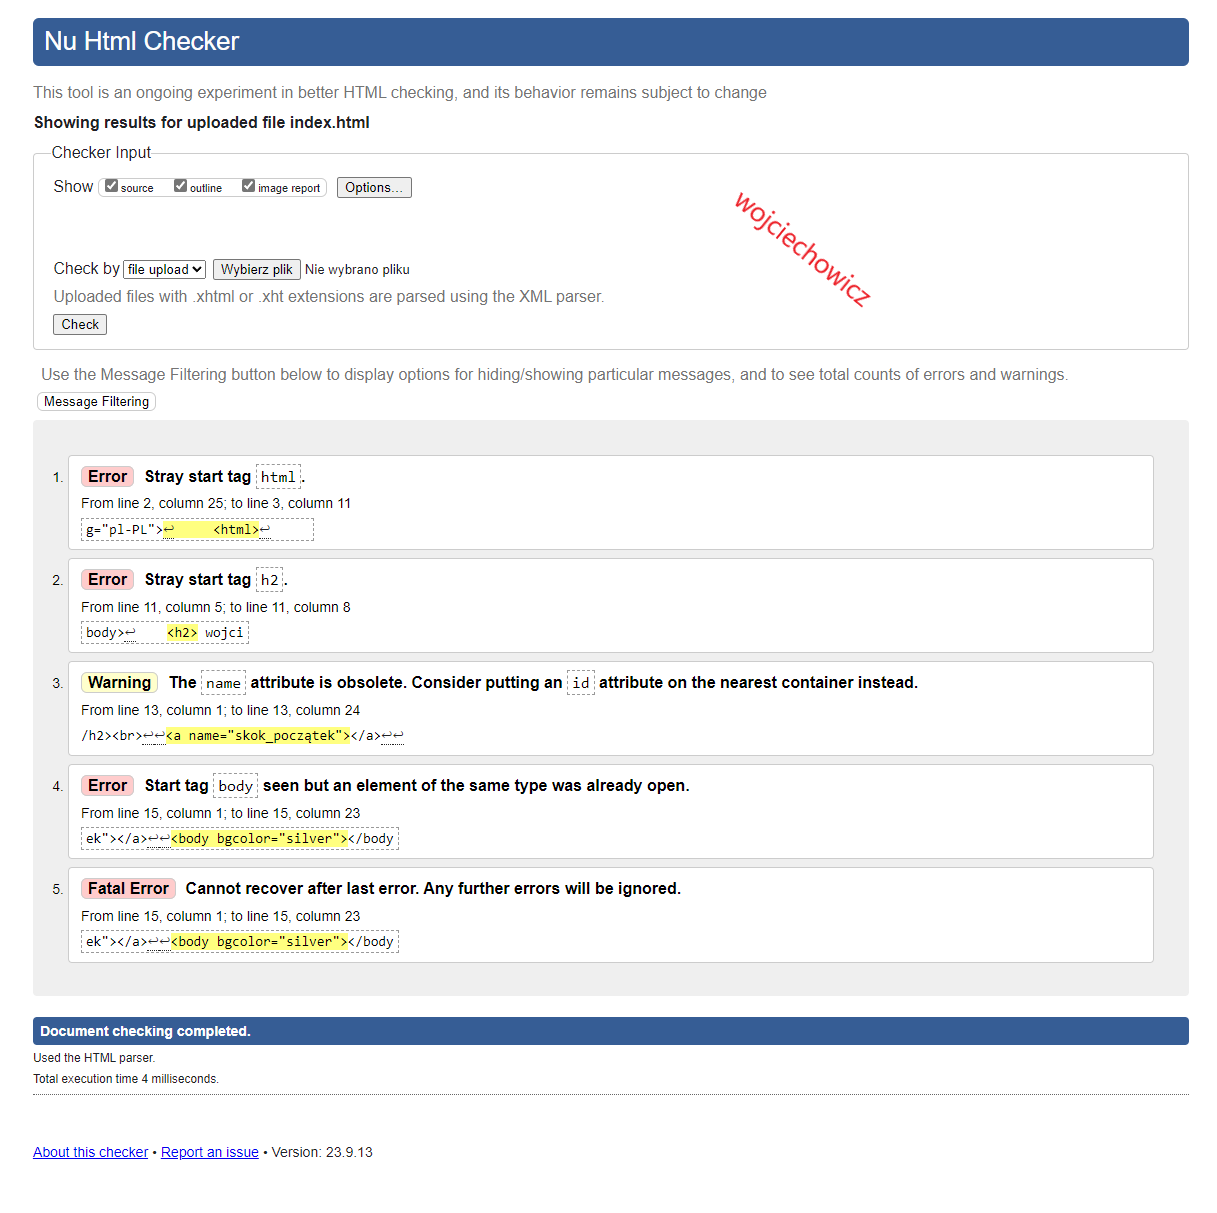 Nu Html Checker
This tool is an ongoing experiment in better HTML checking, and its behavior remains subject to change
Showing results for uploaded file index.html
Checker Input
Show source outline image report Options...
wojciechowicz
Check by file upload Wybierz plik Nie wybrano pliku
Uploaded files with .xhtml or .xht extensions are parsed using the XML parser.
Check
Use the Message Filtering button below to display options for hiding/showing particular messages, and to see total counts of errors and warnings.
Message Filtering
1. Error Stray start tag html.
From line 2, column 25; to line 3, column 11
g="pl-PL">↩ <html>↩
2. Error Stray start tag h2.
From line 11, column 5; to line 11, column 8
body>↩ <h2> wojci
3. Warning The name attribute is obsolete. Consider putting an id attribute on the nearest container instead.
From line 13, column 1; to line 13, column 24
/h2><br>↩↩<a name="skok_początek"></a>↩↩
4. Error Start tag body seen but an element of the same type was already open.
From line 15, column 1; to line 15, column 23
ek"></a>↩↩<body bgcolor="silver"></body
5. Fatal Error Cannot recover after last error. Any further errors will be ignored.
From line 15, column 1; to line 15, column 23
ek"></a>↩↩<body bgcolor="silver"></body
Document checking completed.
Used the HTML parser.
Total execution time 4 milliseconds.
About this checker • Report an issue • Version: 23.9.13